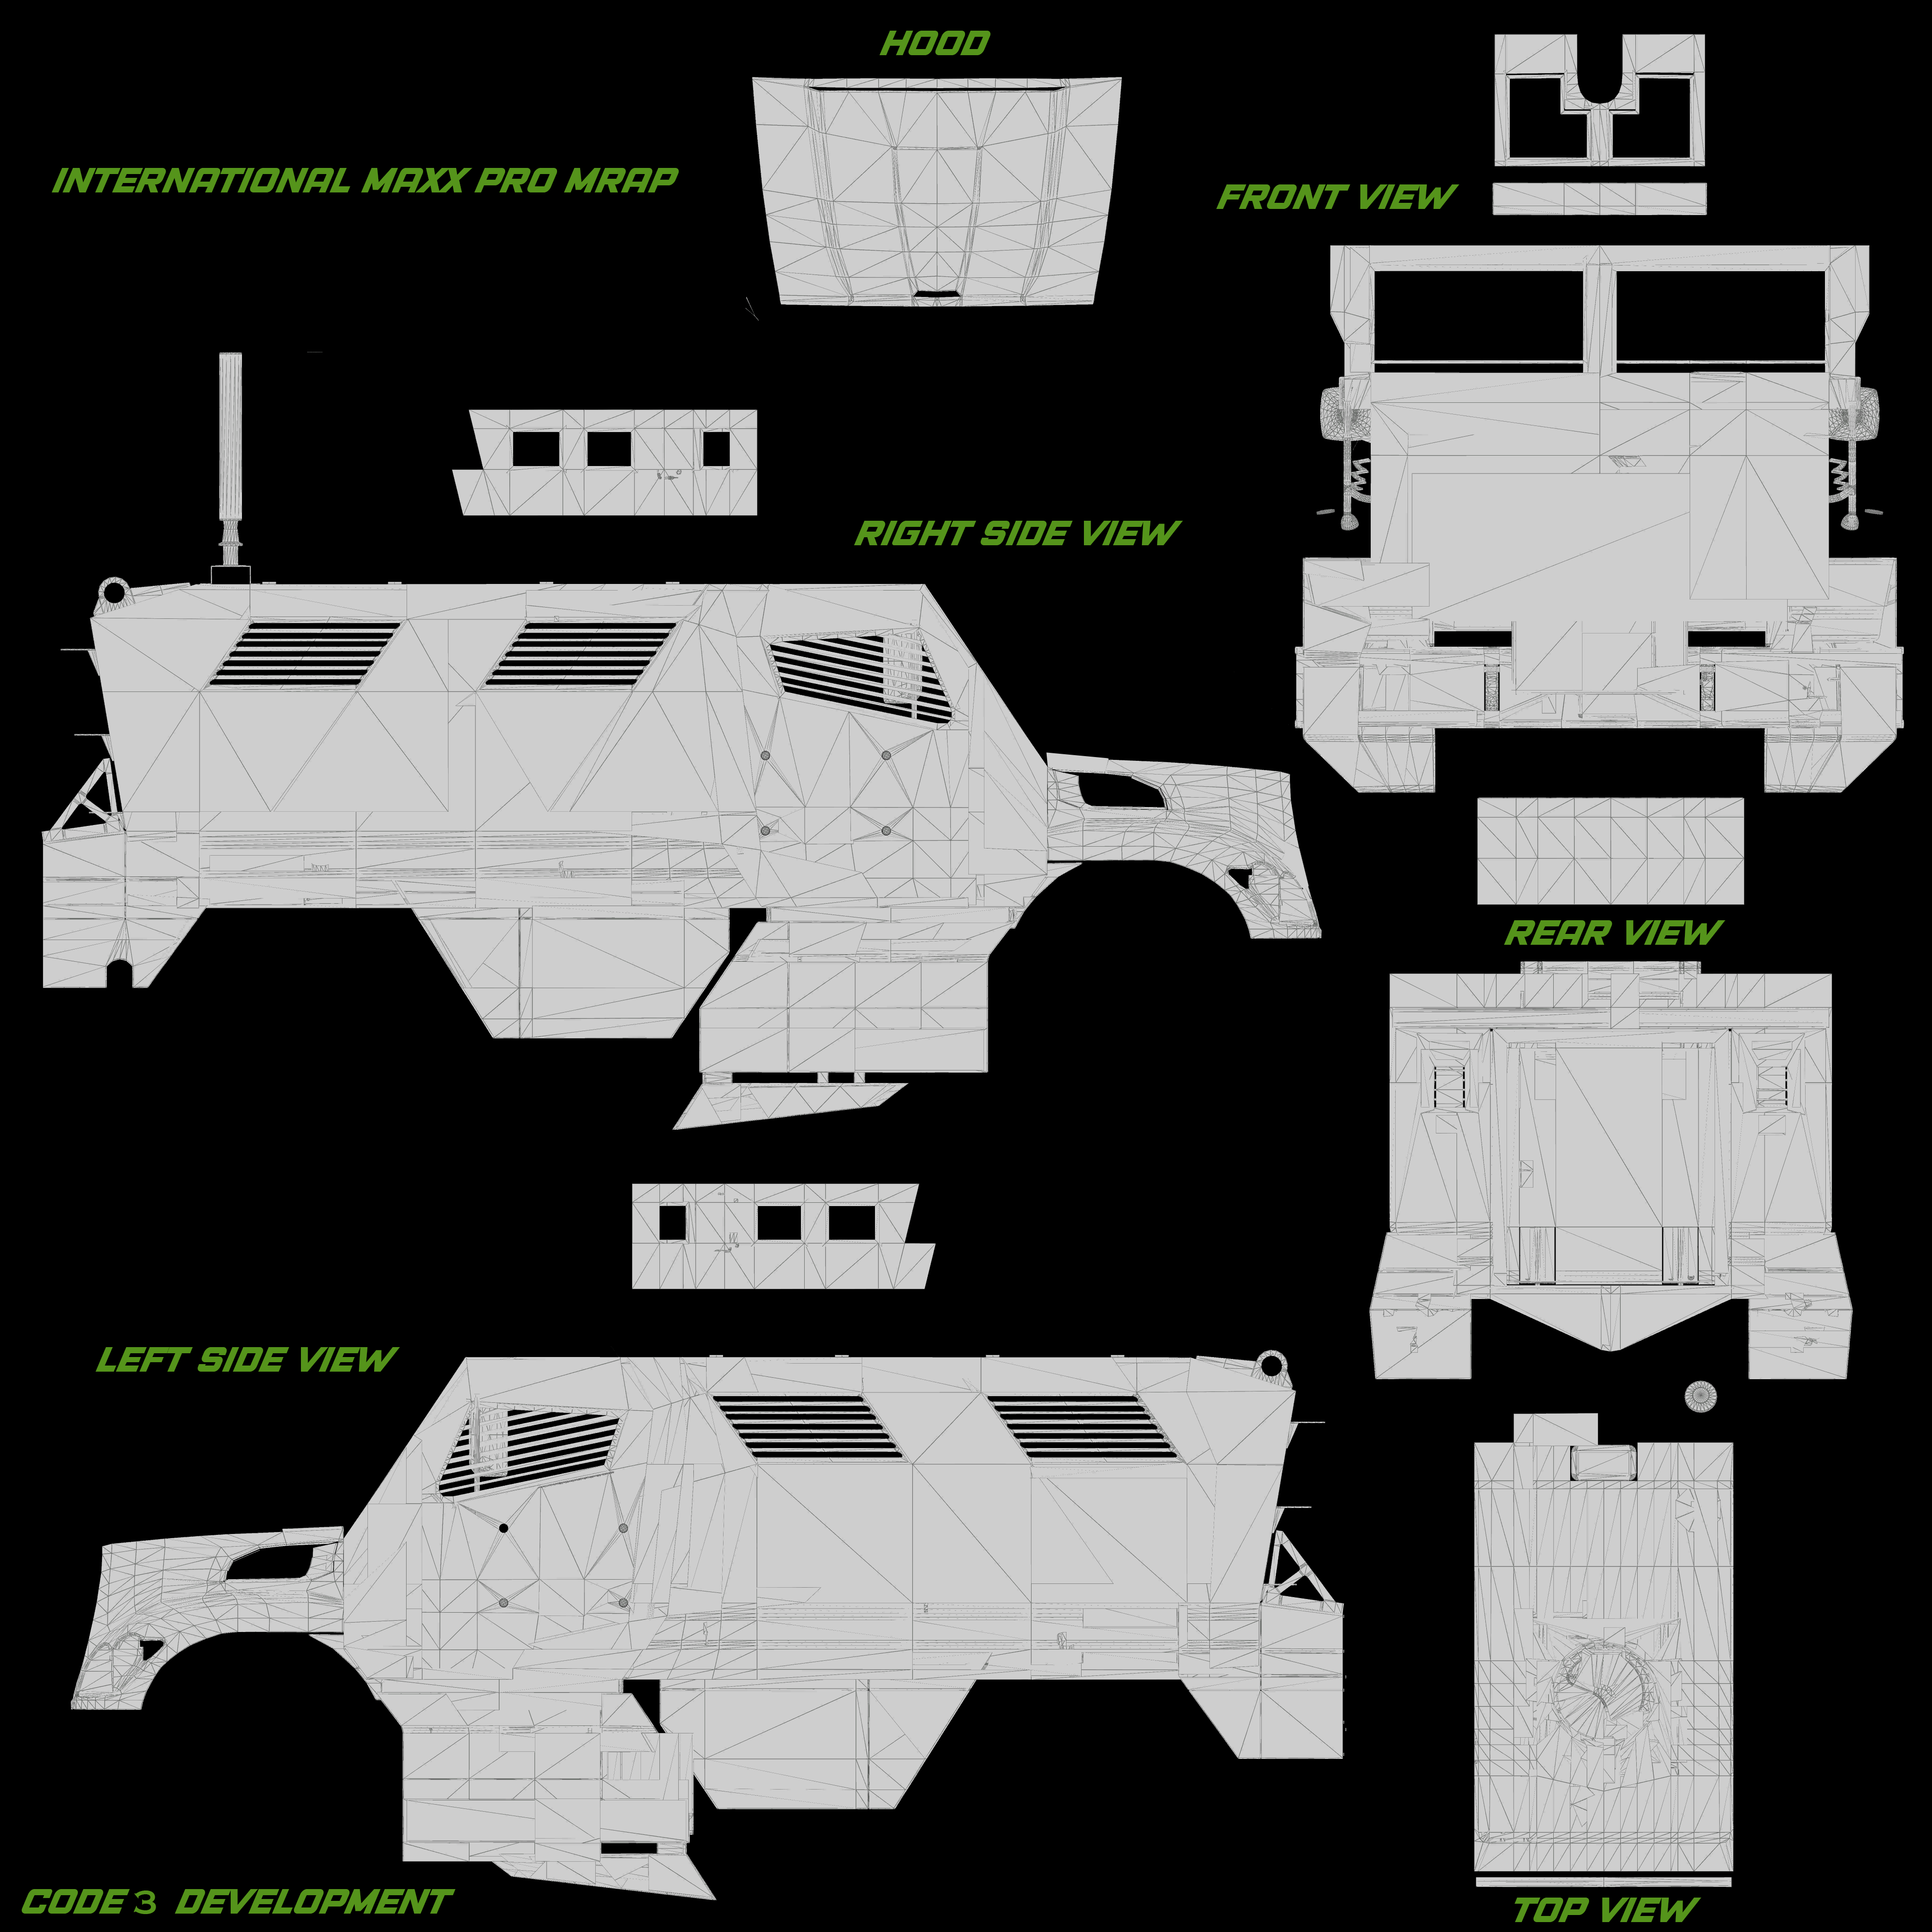 HOOD
INTERNATIONAL MAXX PRO MRAP
FRONT VIEW
RIGHT SIDE VIEW
REAR VIEW
LEFT SIDE VIEW
CODE 3 DEVELOPMENT
TOP VIEW